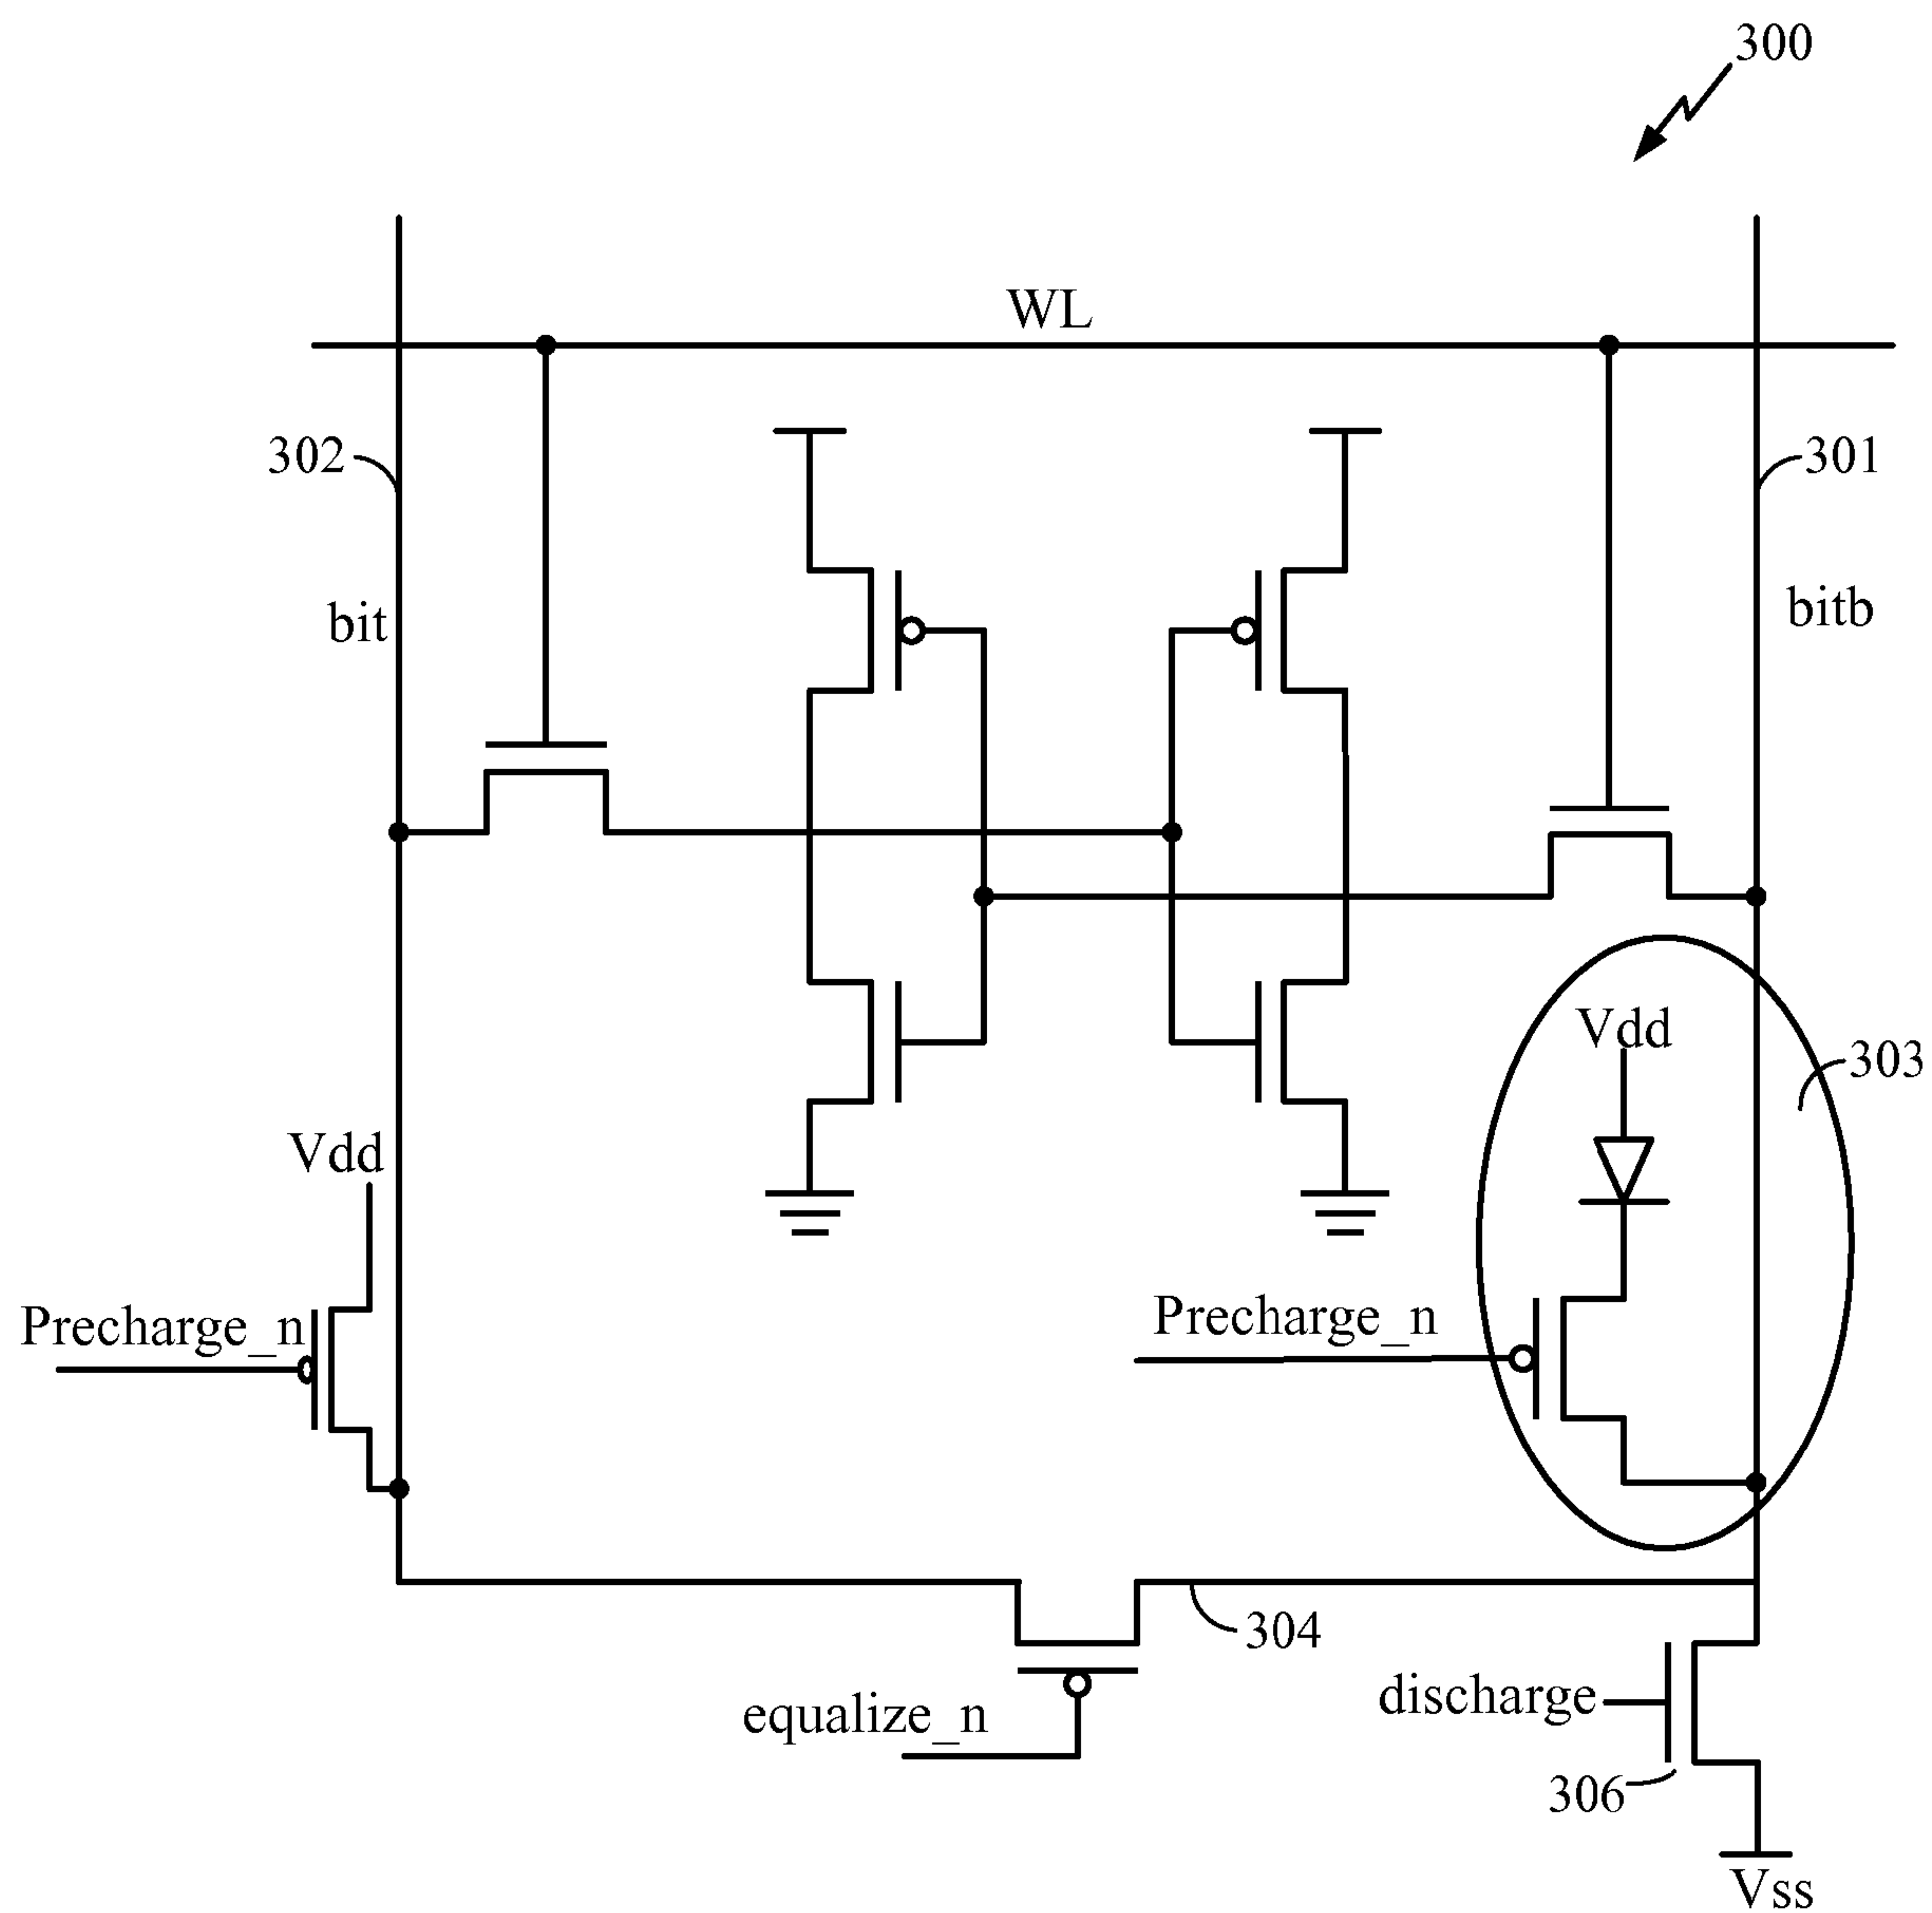 300
WL
302
301
bit
bitb
Vdd
303
Vdd
Precharge_n
Precharge_n
304
equalize_n
discharge
306
Vss